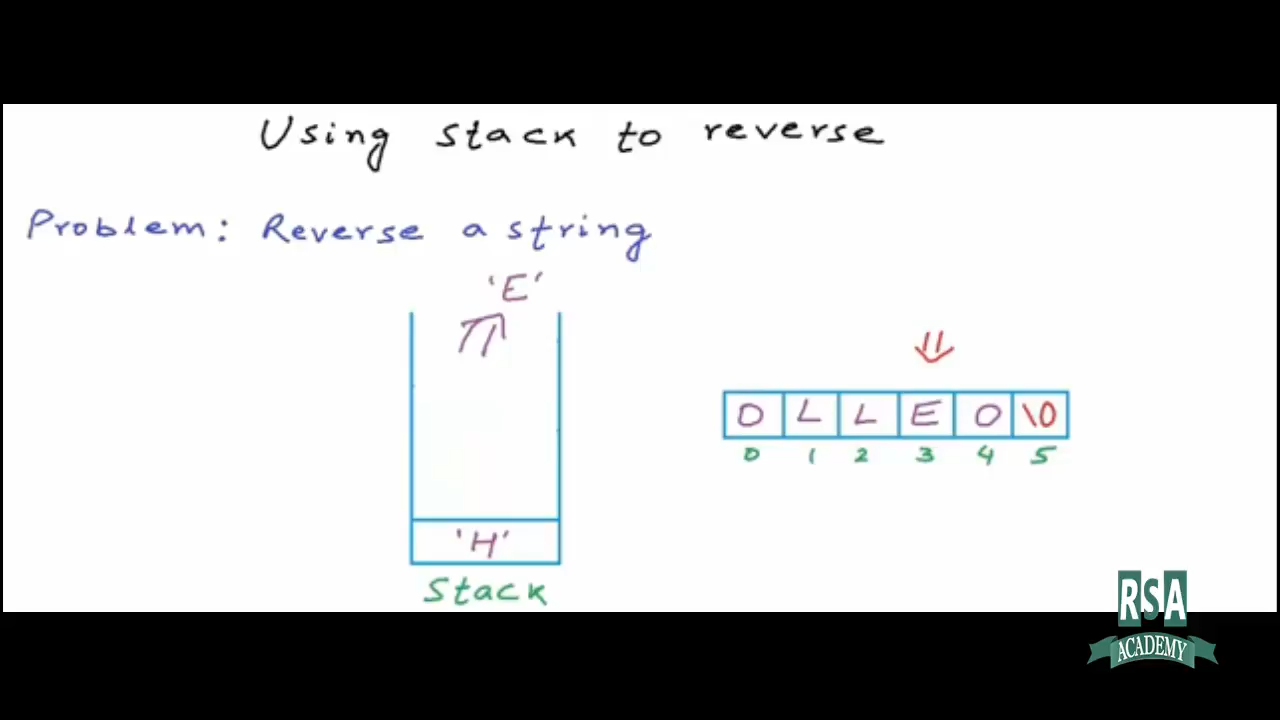 Using stack to reverse
Problem: Reverse a string
'E'
O L L E O \0
0 1 2 3 4 5
'H'
Stack
RSA
ACADEMY